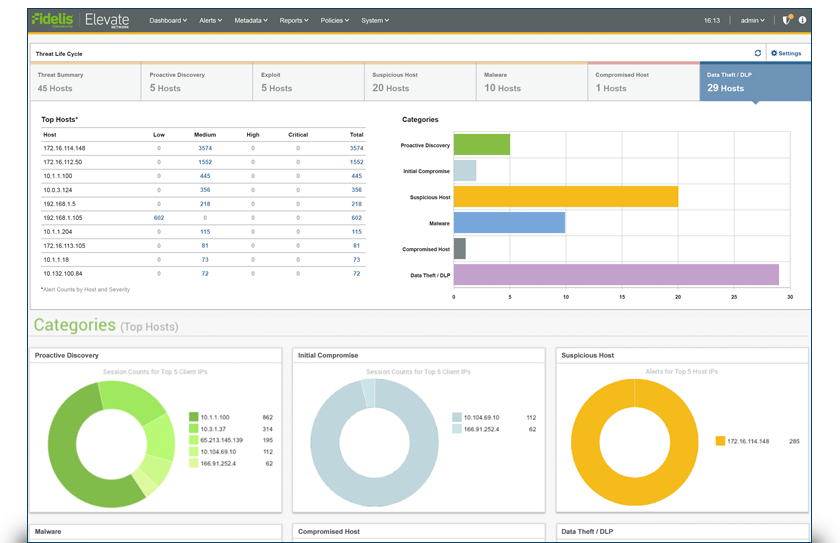 Fidelis Elevate
NETWORK
Dashboard Alerts Metadata Reports Policies System 16:13 admin
Threat Life Cycle Settings
Threat Summary Proactive Discovery Exploit Suspicious Host Malware Compromised Host Data Theft / DLP
45 Hosts 5 Hosts 5 Hosts 20 Hosts 10 Hosts 1 Hosts 29 Hosts
Top Hosts*
Host Low Medium High Critical Total
172.16.114.148 0 3574 0 0 3574
172.16.112.50 0 1552 0 0 1552
10.1.1.100 0 445 0 0 445
10.0.3.124 0 356 0 0 356
192.168.1.5 0 218 0 0 218
192.168.1.105 602 0 0 0 602
10.1.1.204 0 115 0 0 115
172.16.113.105 0 81 0 0 81
10.1.1.18 0 73 0 0 73
10.132.100.84 0 72 0 0 72
*Alert Counts by Host and Severity
Categories
Proactive Discovery
Initial Compromise
Suspicious Host
Malware
Compromised Host
Data Theft / DLP
0 5 10 15 20 25 30
Categories (Top Hosts)
Proactive Discovery
Session Counts for Top 5 Client IPs
10.1.1.100 862
10.3.1.37 314
65.213.145.139 195
10.104.69.10 112
166.91.252.4 62
Initial Compromise
Session Counts for Top 5 Client IPs
10.104.69.10 112
166.91.252.4 62
Suspicious Host
Alerts for Top 5 Host IPs
172.16.114.148 285
Malware
Compromised Host
Data Theft / DLP